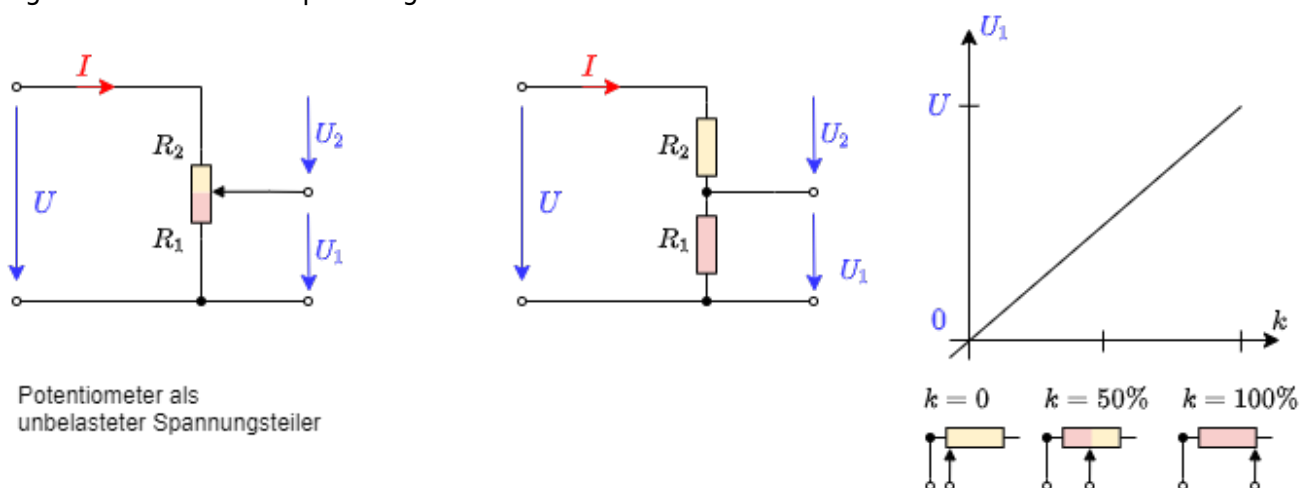 I
U
R₂
R₁
U₂
U₁
I
U
R₂
R₁
U₂
U₁
U₁
U
0
k
k = 0
k = 50%
k = 100%
Potentiometer als
unbelasteter Spannungsteiler